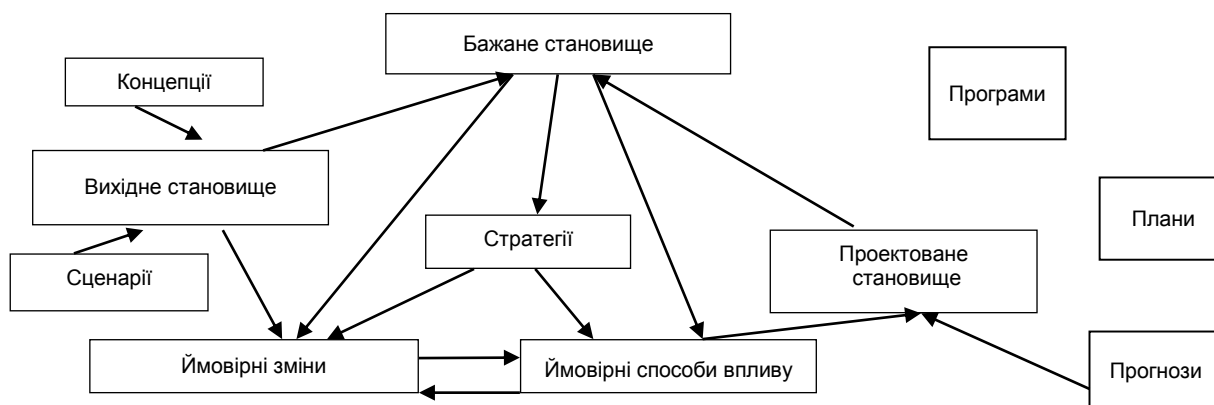 Бажане становище
Концепції
Програми
Вихідне становище
Стратегії
Плани
Сценарії
Проектоване
становище
Ймовірні зміни
Ймовірні способи впливу
Прогнози